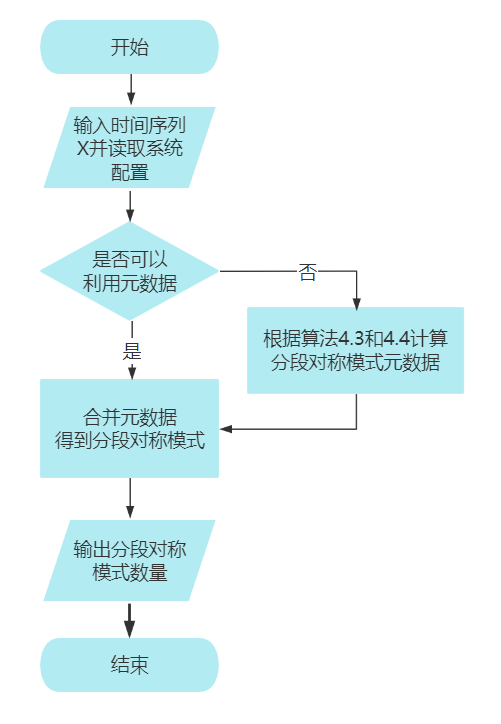 开始
输入时间序列
X并读取系统
配置
是否可以
利用元数据
否
根据算法4.3和4.4计算
分段对称模式元数据
是
合并元数据
得到分段对称模式
输出分段对称
模式数量
结束